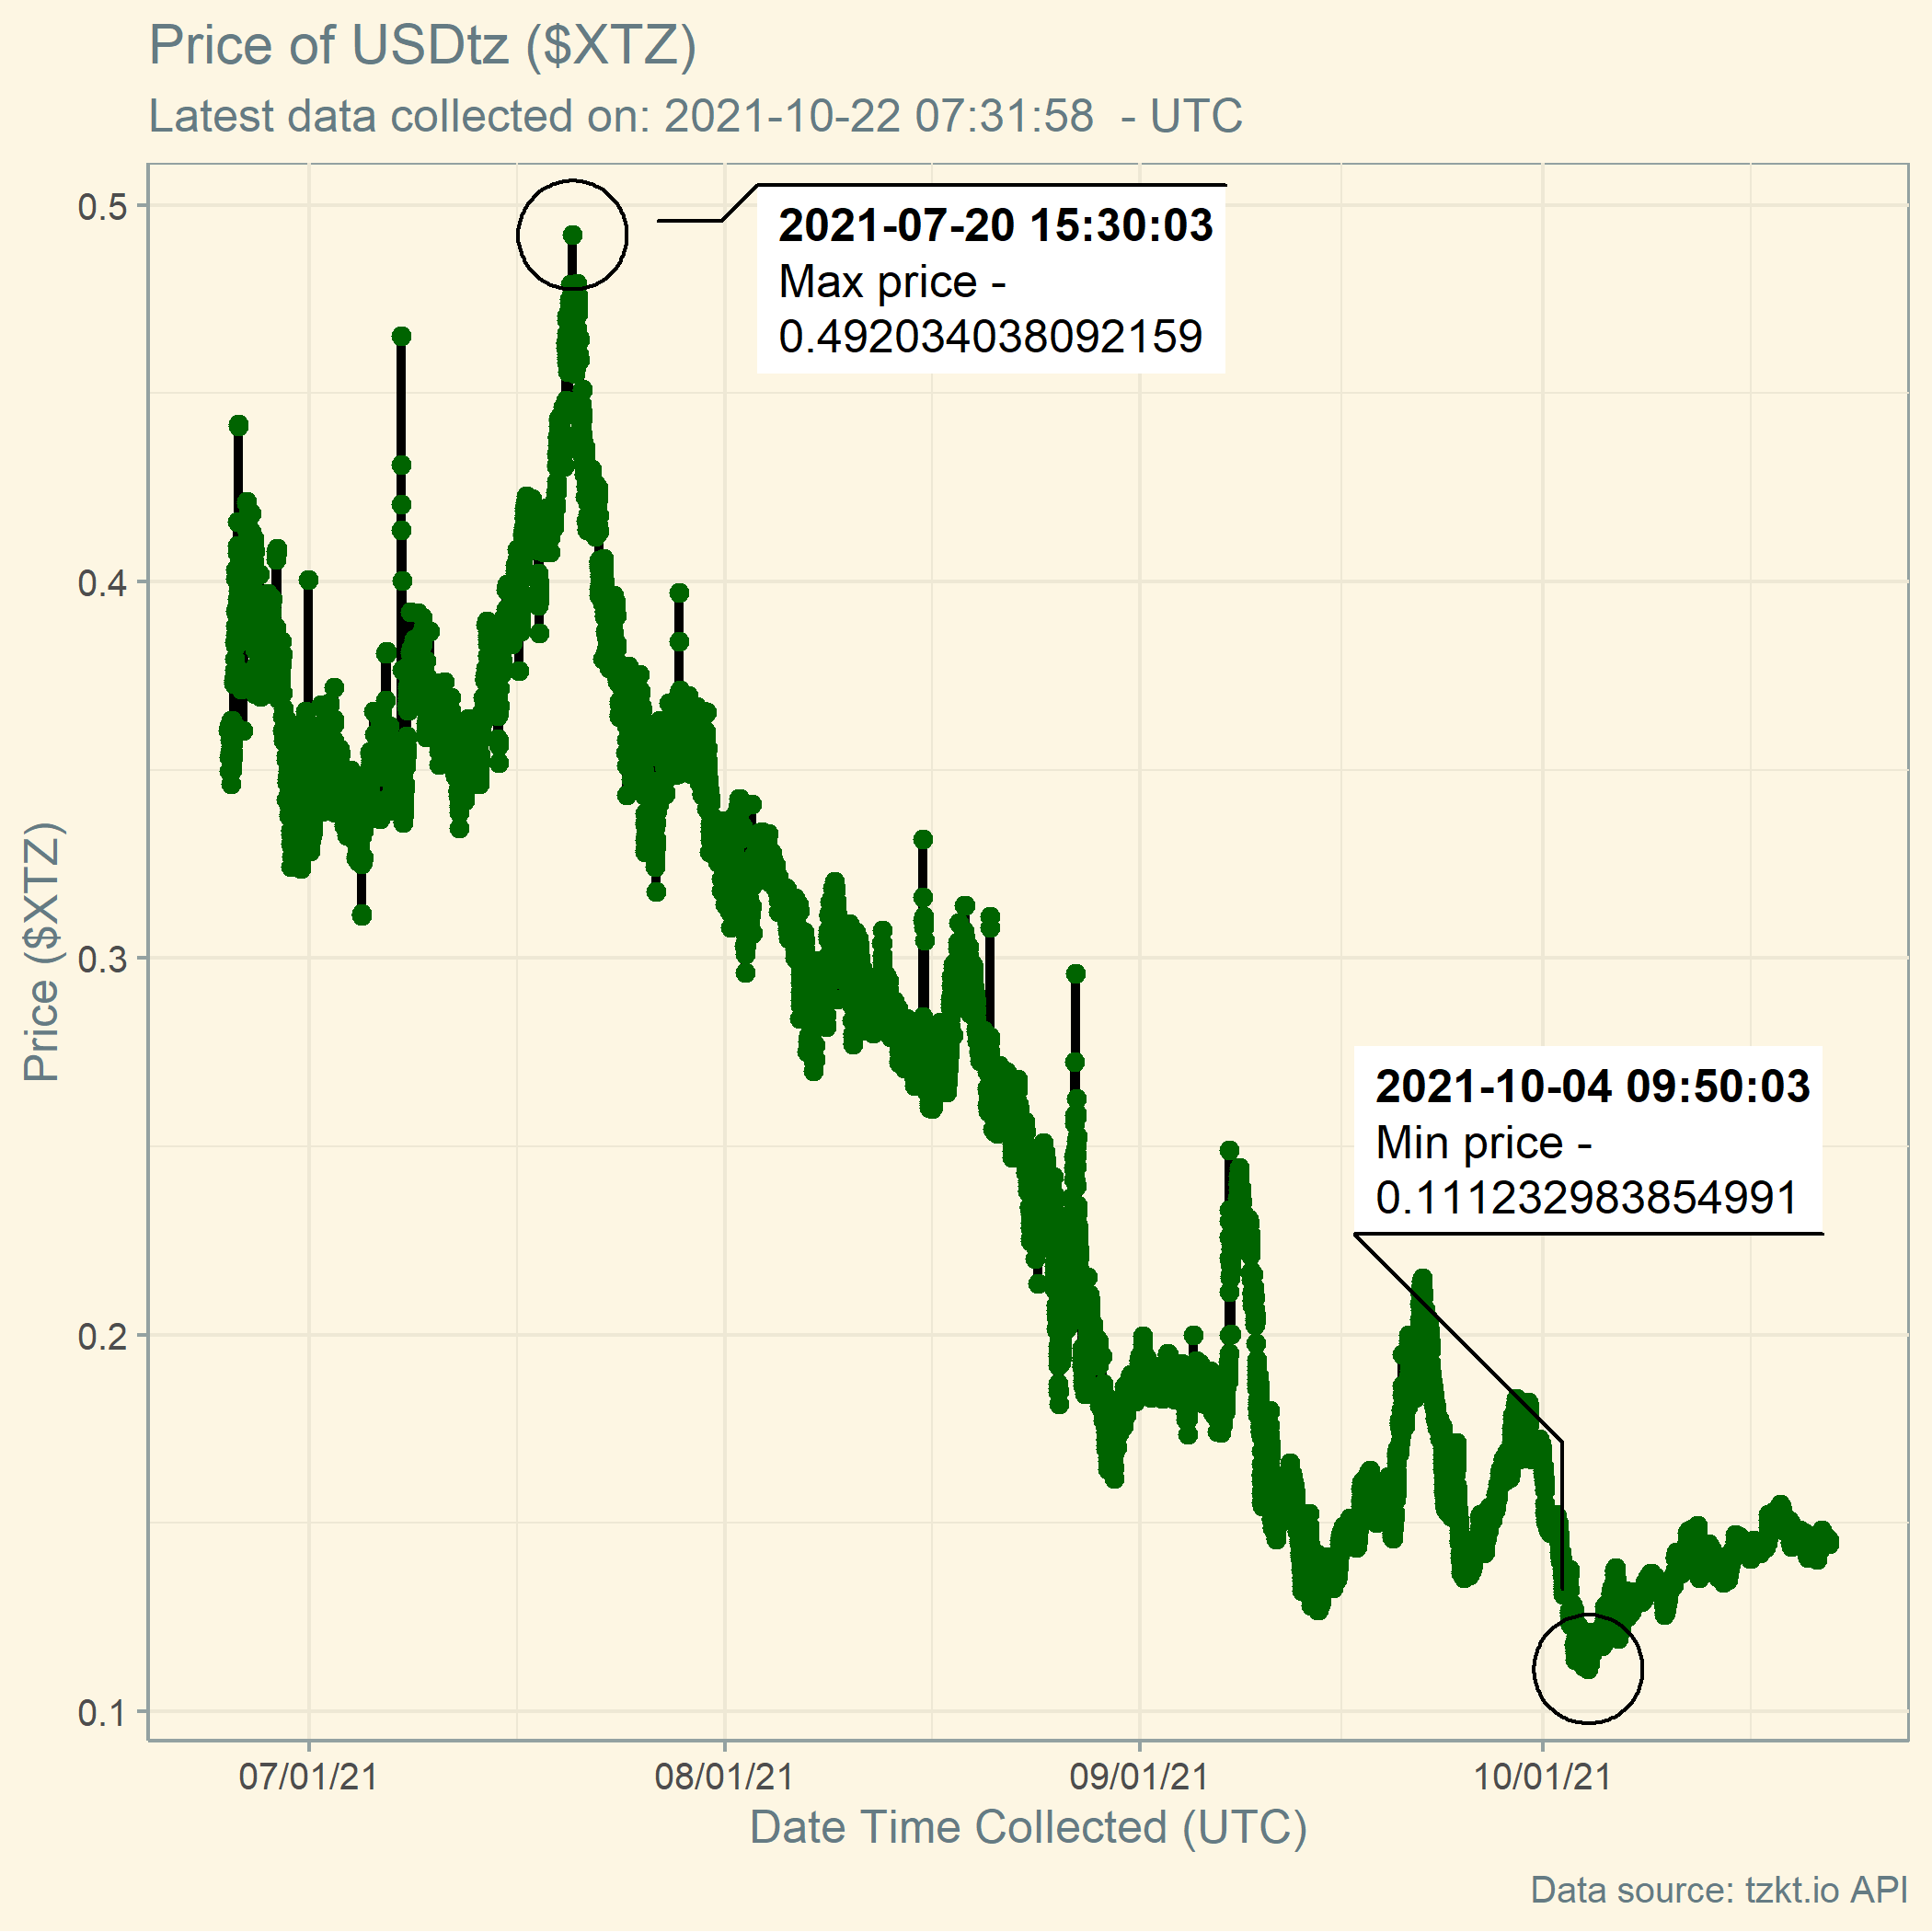 Price of USDtz ($XTZ)
Latest data collected on: 2021-10-22 07:31:58  - UTC
0.5
0.4
0.3
0.2
0.1
Price ($XTZ)
2021-07-20 15:30:03
Max price -
0.492034038092159
2021-10-04 09:50:03
Min price -
0.111232983854991
07/01/21
08/01/21
09/01/21
10/01/21
Date Time Collected (UTC)
Data source: tzkt.io API